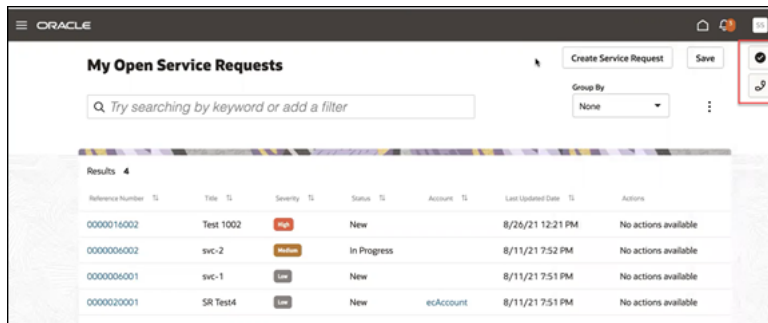 ORACLE
SS
My Open Service Requests
Create Service Request
Save
Group By
Try searching by keyword or add a filter
None
Results 4
Reference Number Title Severity Status Account Last Updated Date Actions
0000016002 Test 1002 High New 8/26/21 12:21 PM No actions available
0000006002 svc-2 Medium In Progress 8/11/21 7:52 PM No actions available
0000006001 svc-1 Low New 8/11/21 7:51 PM No actions available
0000020001 SR Test4 Low New ecAccount 8/11/21 7:51 PM No actions available